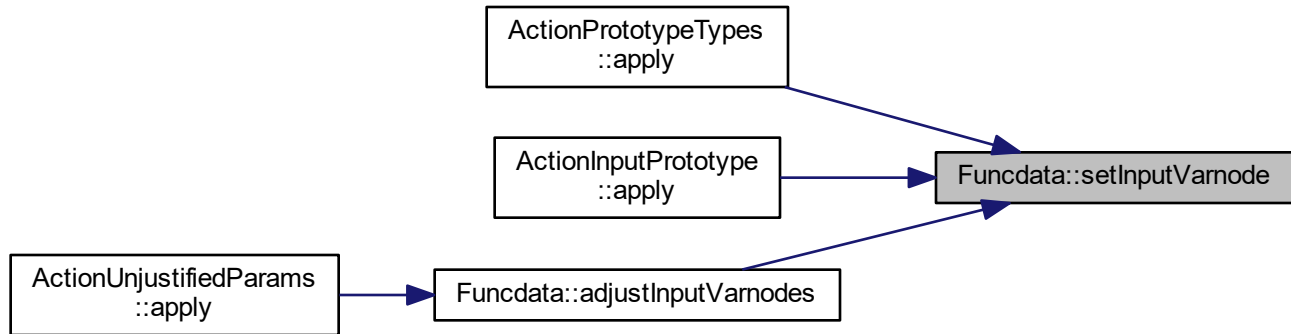 ActionPrototypeTypes
::apply
ActionInputPrototype
::apply
Funcdata::setInputVarnode
ActionUnjustifiedParams
::apply
Funcdata::adjustInputVarnodes